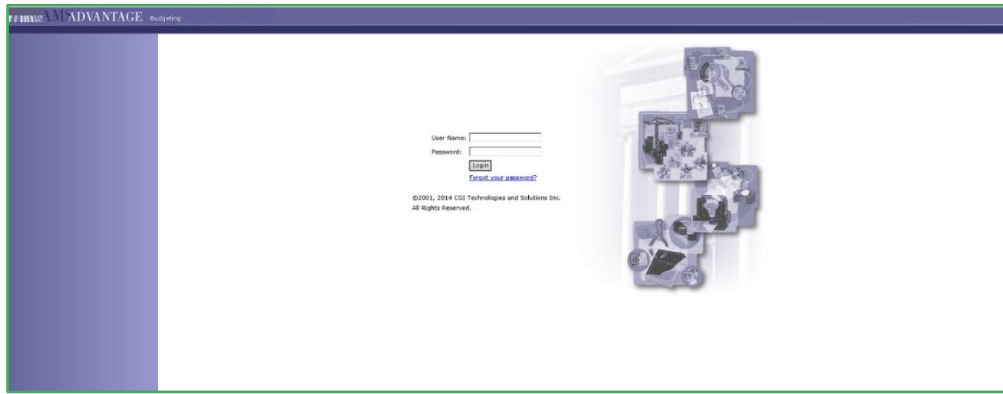 AMS ADVANTAGE Budgeting
User Name:
Password:
Login
Forgot your password?
©2001, 2014 CGI Technologies and Solutions Inc.
All Rights Reserved.